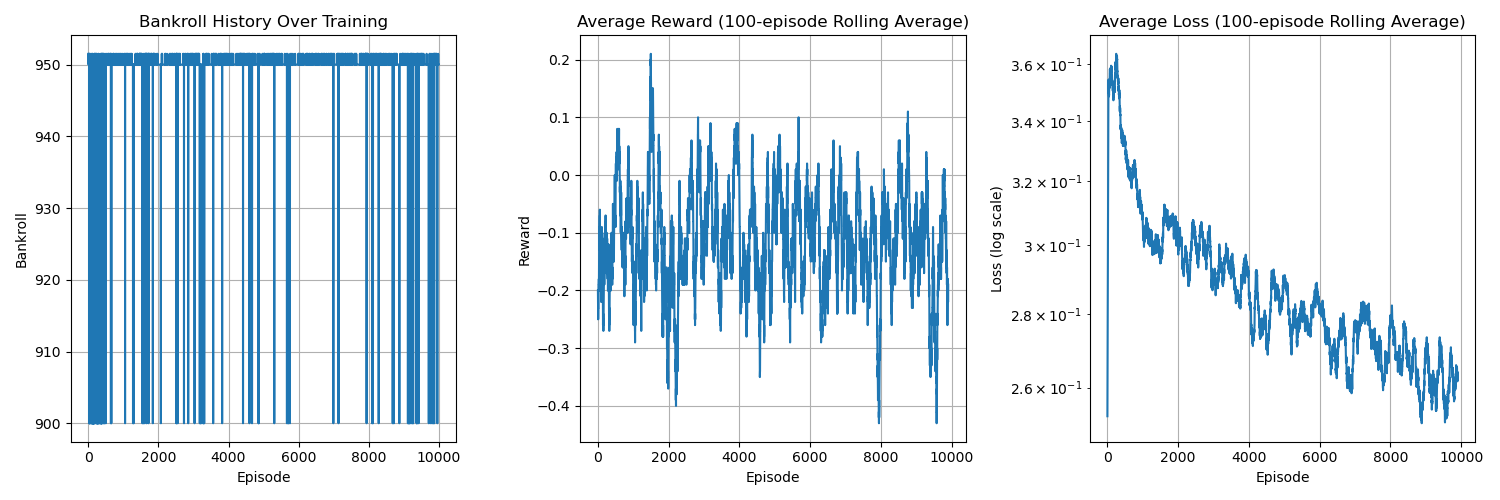 Bankroll History Over Training
950
940
930
920
910
900
Bankroll
0
2000
4000
6000
8000
10000
Episode
Average Reward (100-episode Rolling Average)
0.2
0.1
0.0
−0.1
−0.2
−0.3
−0.4
Reward
0
2000
4000
6000
8000
10000
Episode
Average Loss (100-episode Rolling Average)
3.6 × 10⁻¹
3.4 × 10⁻¹
3.2 × 10⁻¹
3 × 10⁻¹
2.8 × 10⁻¹
2.6 × 10⁻¹
Loss (log scale)
0
2000
4000
6000
8000
10000
Episode